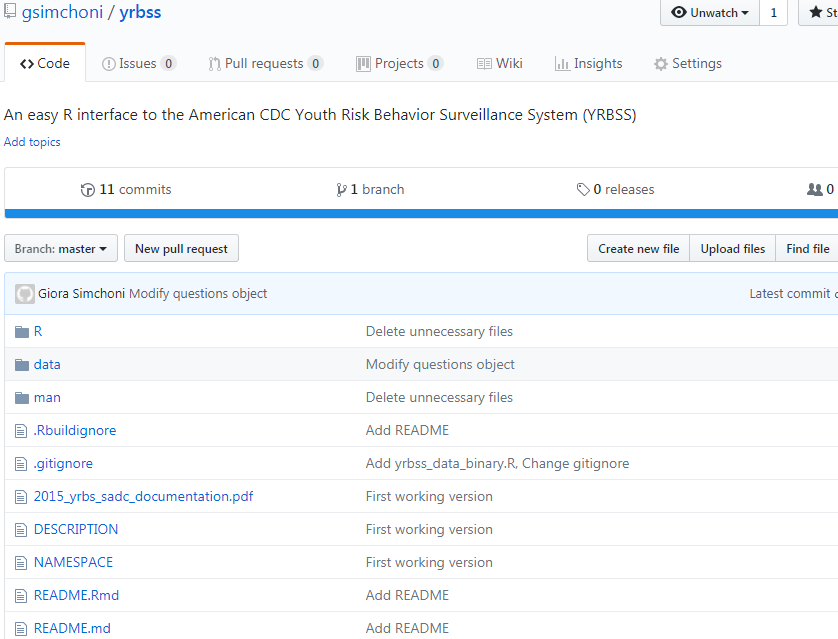 gsimchoni / yrbss
Unwatch 1
Code Issues 0 Pull requests 0 Projects 0 Wiki Insights Settings
An easy R interface to the American CDC Youth Risk Behavior Surveillance System (YRBSS)
Add topics
11 commits 1 branch 0 releases 0
Branch: master New pull request Create new file Upload files Find file
Giora Simchoni Modify questions object Latest commit
R Delete unnecessary files
data Modify questions object
man Delete unnecessary files
.Rbuildignore Add README
.gitignore Add yrbss_data_binary.R, Change gitignore
2015_yrbs_sadc_documentation.pdf First working version
DESCRIPTION First working version
NAMESPACE First working version
README.Rmd Add README
README.md Add README